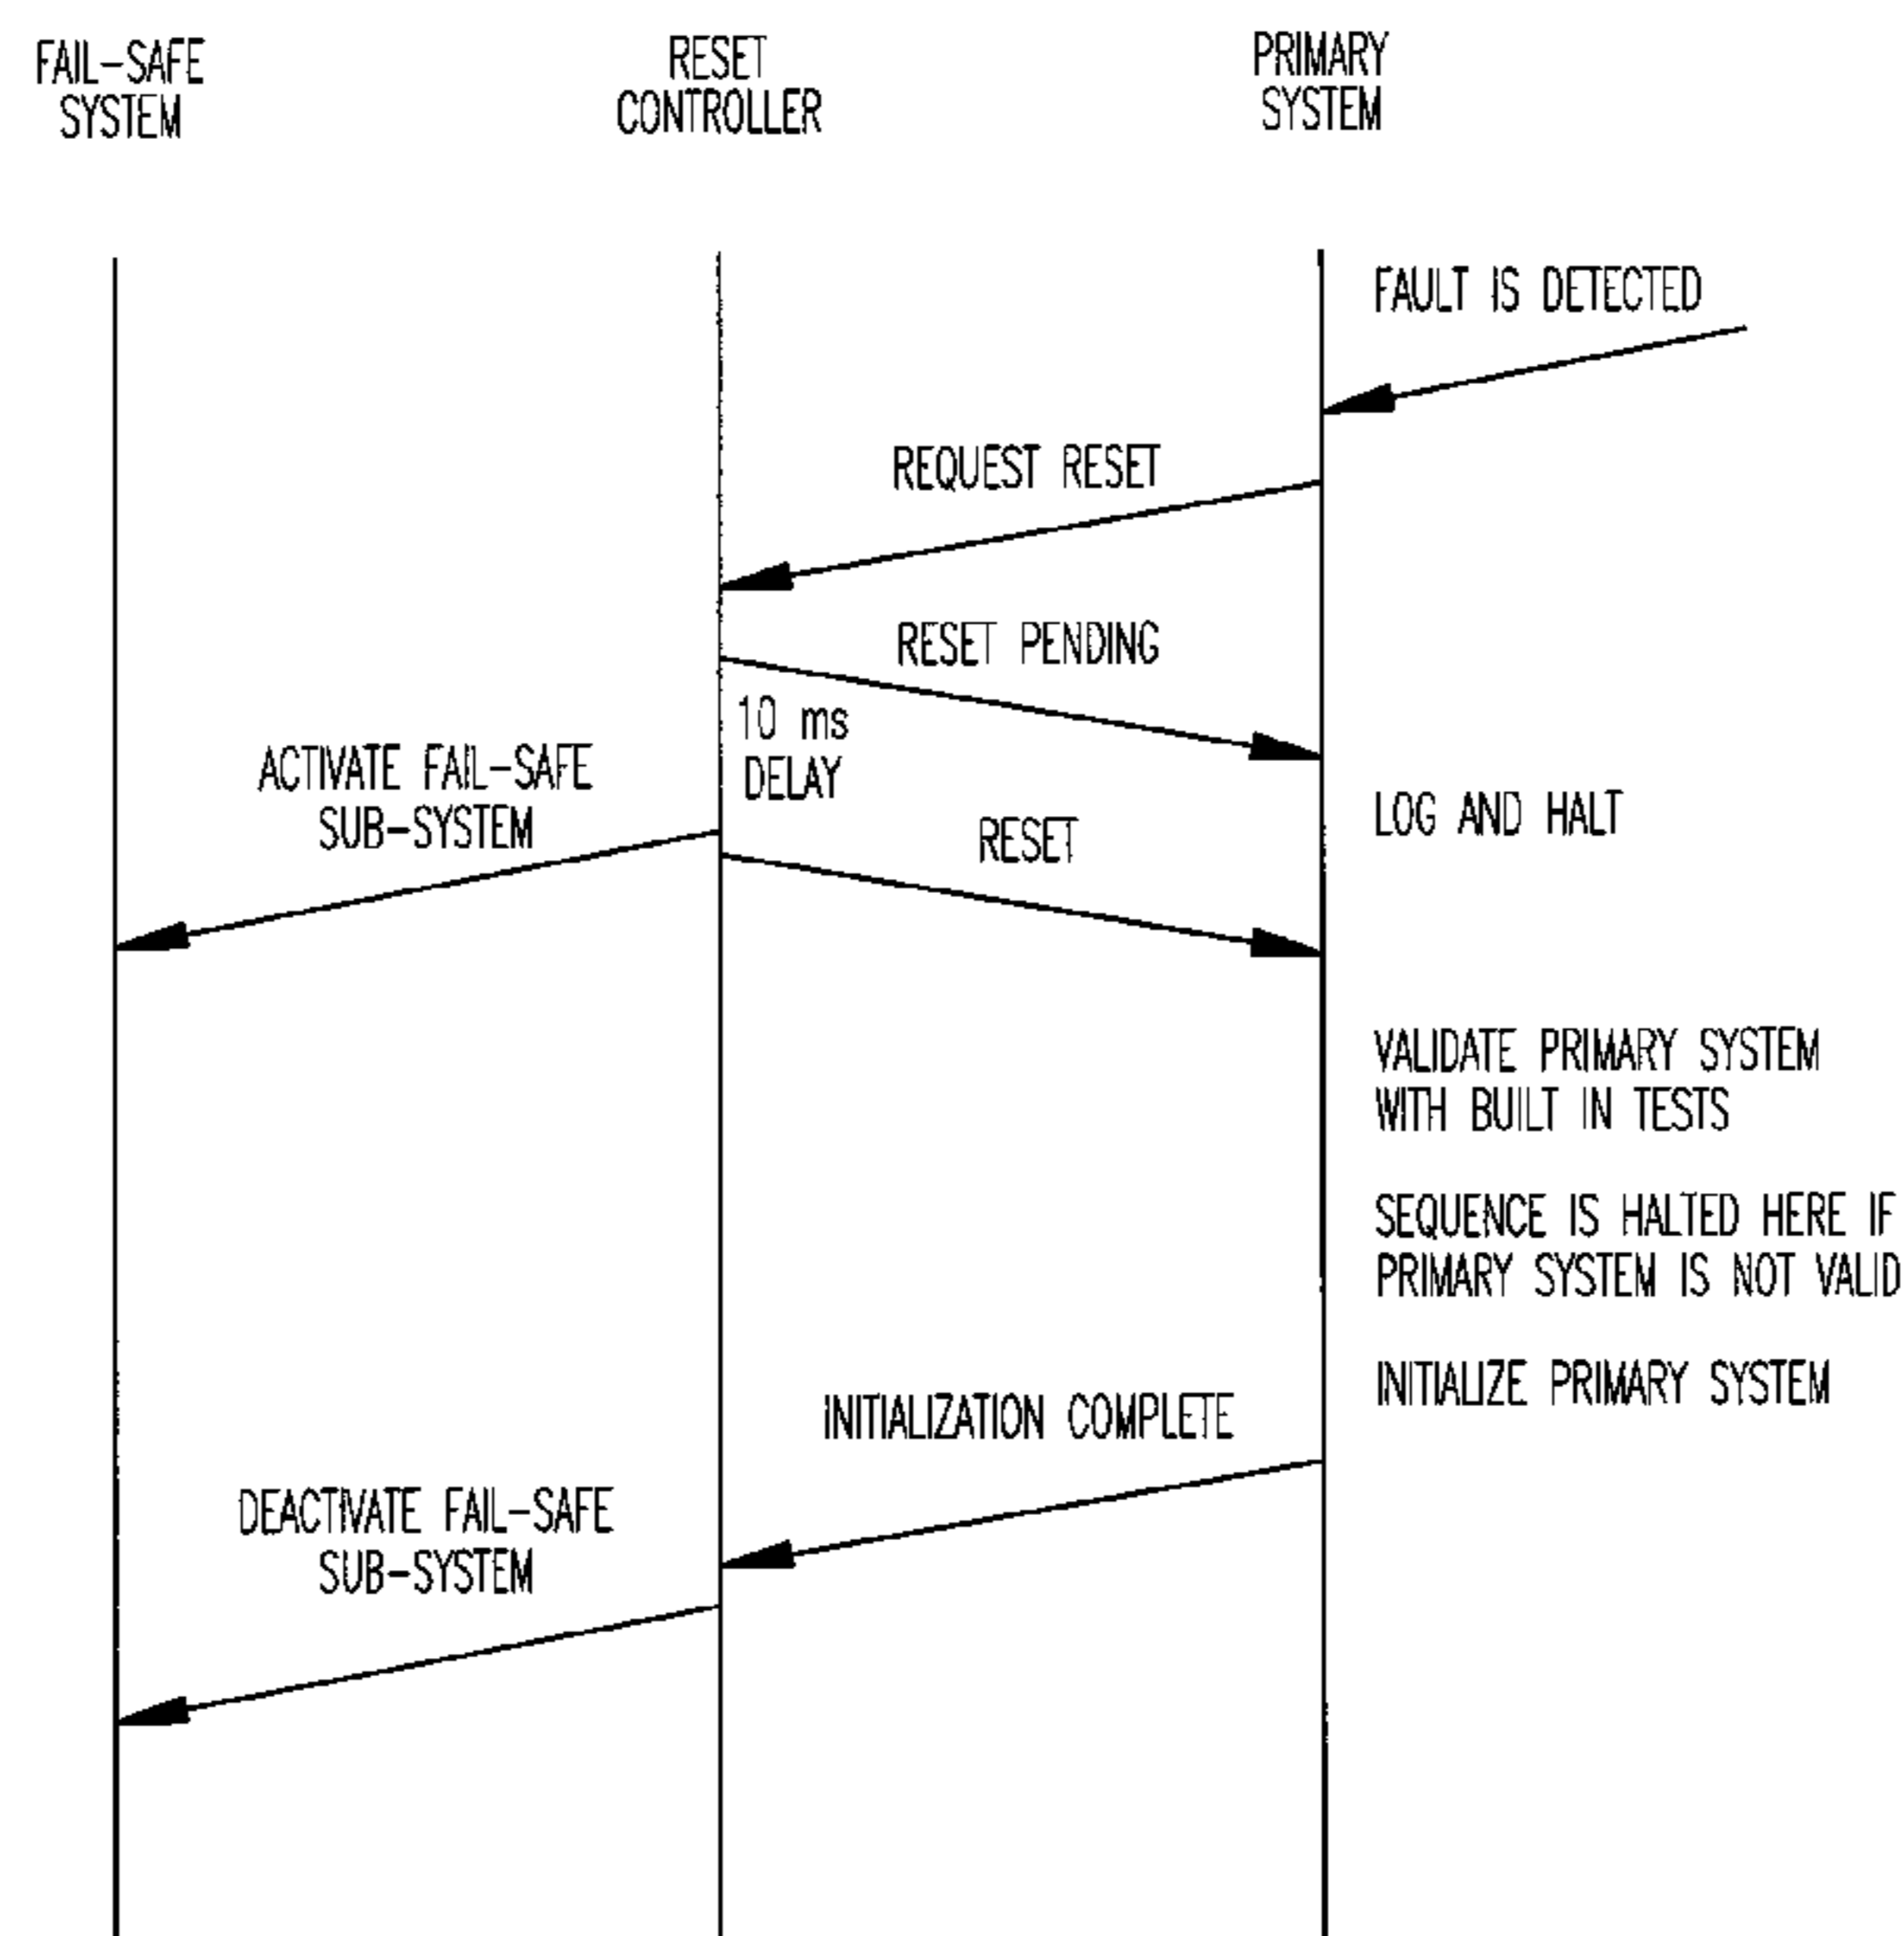 FAIL-SAFE
SYSTEM
RESET
CONTROLLER
PRIMARY
SYSTEM
FAULT IS DETECTED
REQUEST RESET
RESET PENDING
10 ms
DELAY
ACTIVATE FAIL-SAFE
SUB-SYSTEM
RESET
LOG AND HALT
VALIDATE PRIMARY SYSTEM
WITH BUILT IN TESTS
SEQUENCE IS HALTED HERE IF
PRIMARY SYSTEM IS NOT VALID
INITIALIZE PRIMARY SYSTEM
INITIALIZATION COMPLETE
DEACTIVATE FAIL-SAFE
SUB-SYSTEM